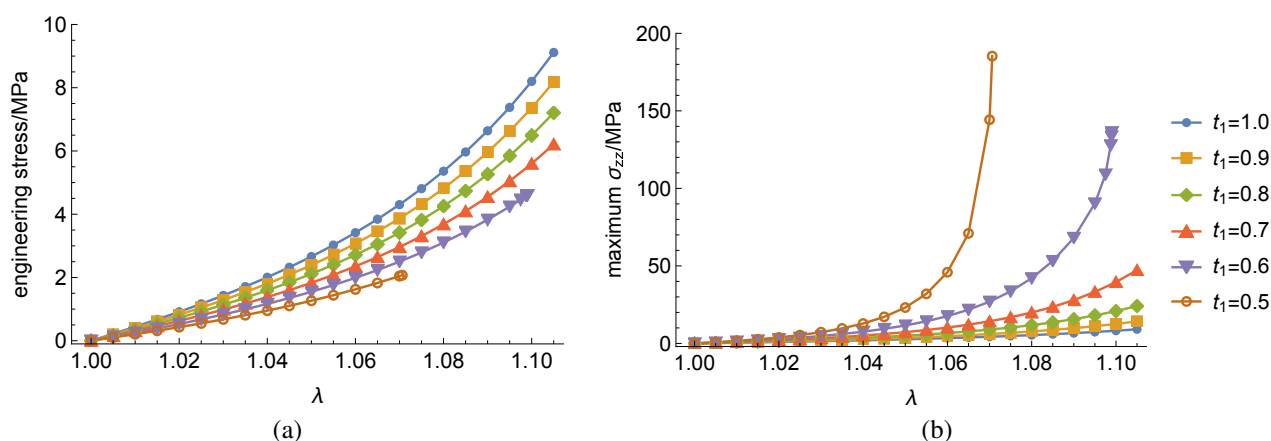 engineering stress/MPa
10
8
6
4
2
0
1.00 1.02 1.04 1.06 1.08 1.10
λ
(a)
maximum σzz/MPa
200
150
100
50
0
1.00 1.02 1.04 1.06 1.08 1.10
λ
(b)
t1=1.0
t1=0.9
t1=0.8
t1=0.7
t1=0.6
t1=0.5